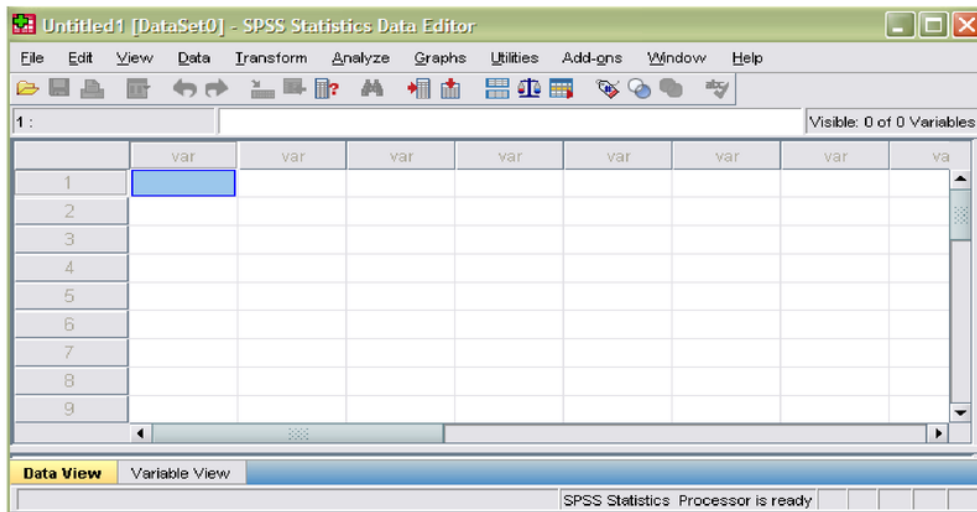 Untitled1 [DataSet0] - SPSS Statistics Data Editor
File Edit View Data Transform Analyze Graphs Utilities Add-ons Window Help
1 :
Visible: 0 of 0 Variables
var var var var var var var va
1
2
3
4
5
6
7
8
9
Data View Variable View
SPSS Statistics Processor is ready